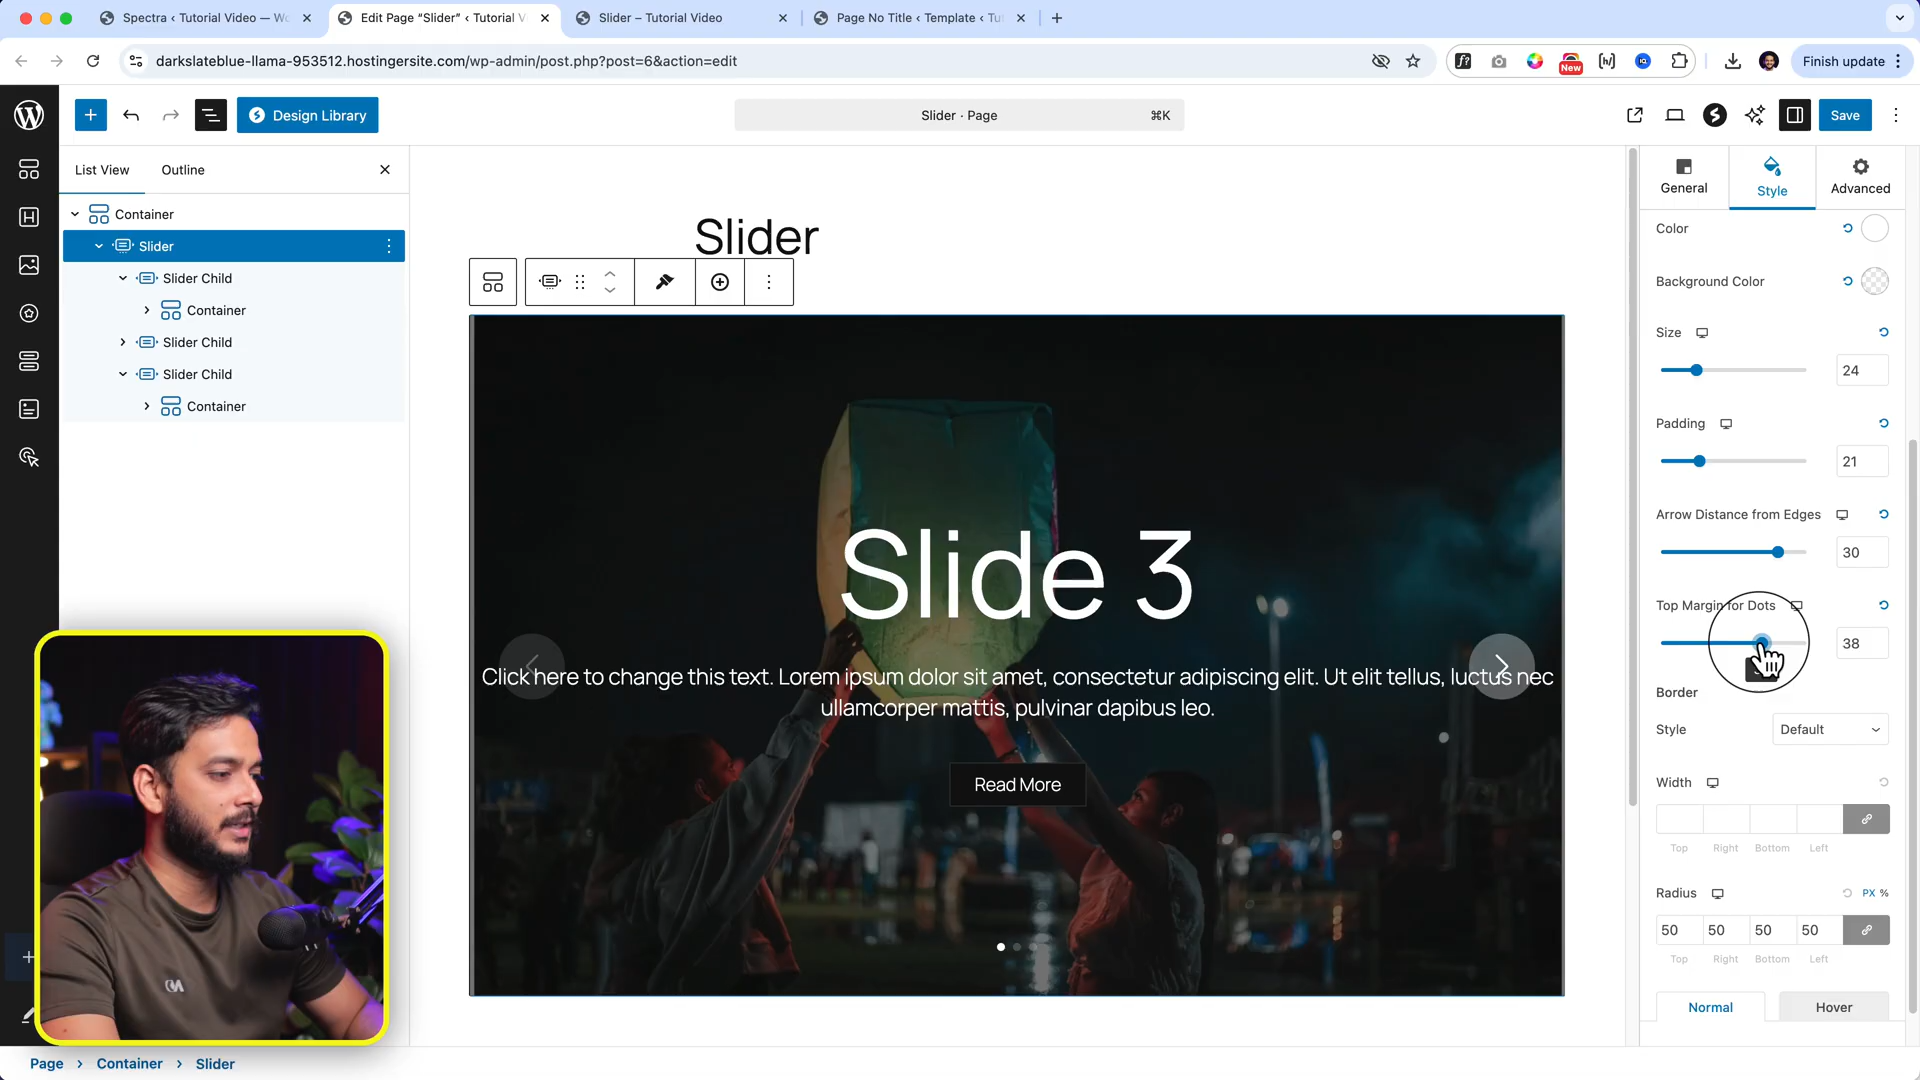 Spectra ‹ Tutorial Video — Wo
Edit Page “Slider” ‹ Tutorial V
Slider – Tutorial Video
Page No Title ‹ Template ‹ Tut
darkslateblue-llama-953512.hostingersite.com/wp-admin/post.php?post=6&action=edit
New
Finish update
Design Library
Slider · Page
⌘K
Save
List View
Outline
Container
Slider
Slider Child
Container
Slider Child
Slider Child
Container
Slider
Slide 3
Click here to change this text. Lorem ipsum dolor sit amet, consectetur adipiscing elit. Ut elit tellus, luctus nec
ullamcorper mattis, pulvinar dapibus leo.
Read More
General
Style
Advanced
Color
Background Color
Size
24
Padding
21
Arrow Distance from Edges
30
Top Margin for Dots
38
Border
Style
Default
Width
Top
Right
Bottom
Left
Radius
PX %
50
50
50
50
Top
Right
Bottom
Left
Normal
Hover
Page
Container
Slider